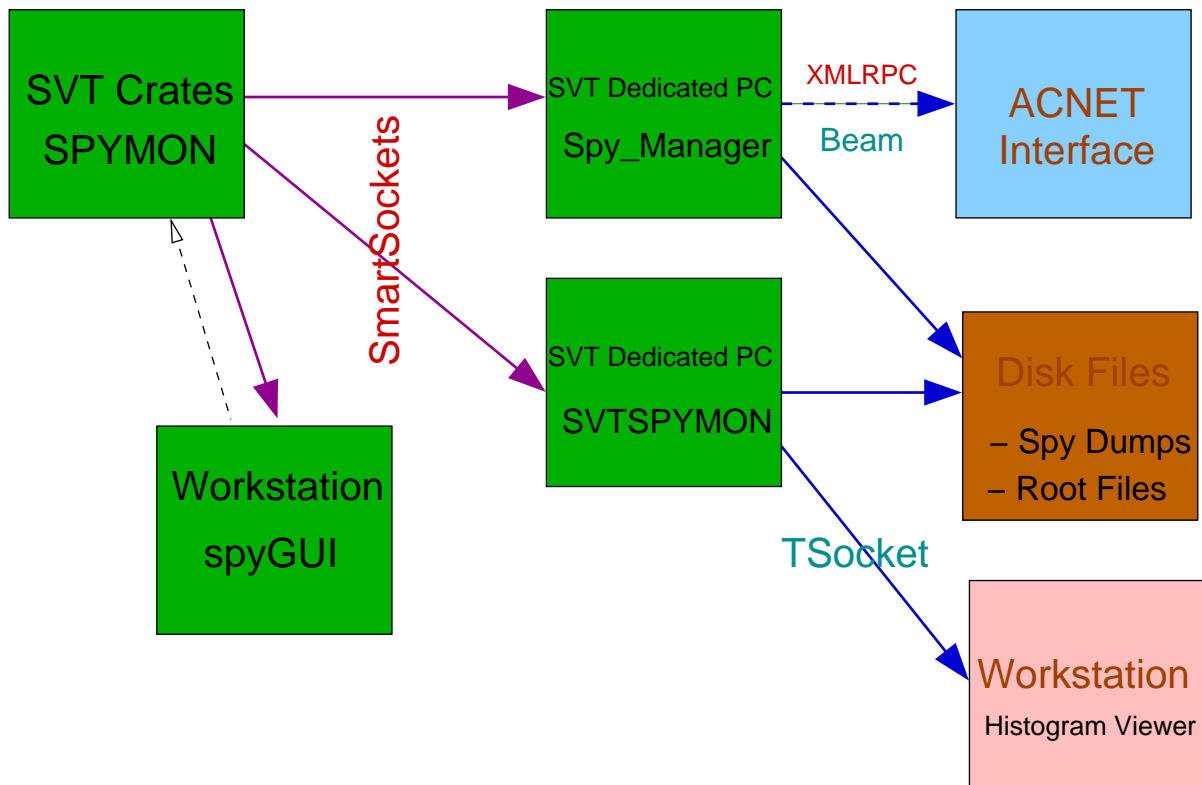 SVT Crates
SPYMON
SmartSockets
SVT Dedicated PC
Spy_Manager
XMLRPC
Beam
ACNET
Interface
SVT Dedicated PC
SVTSPYMON
Disk Files
– Spy Dumps
– Root Files
Workstation
spyGUI
TSocket
Workstation
Histogram Viewer